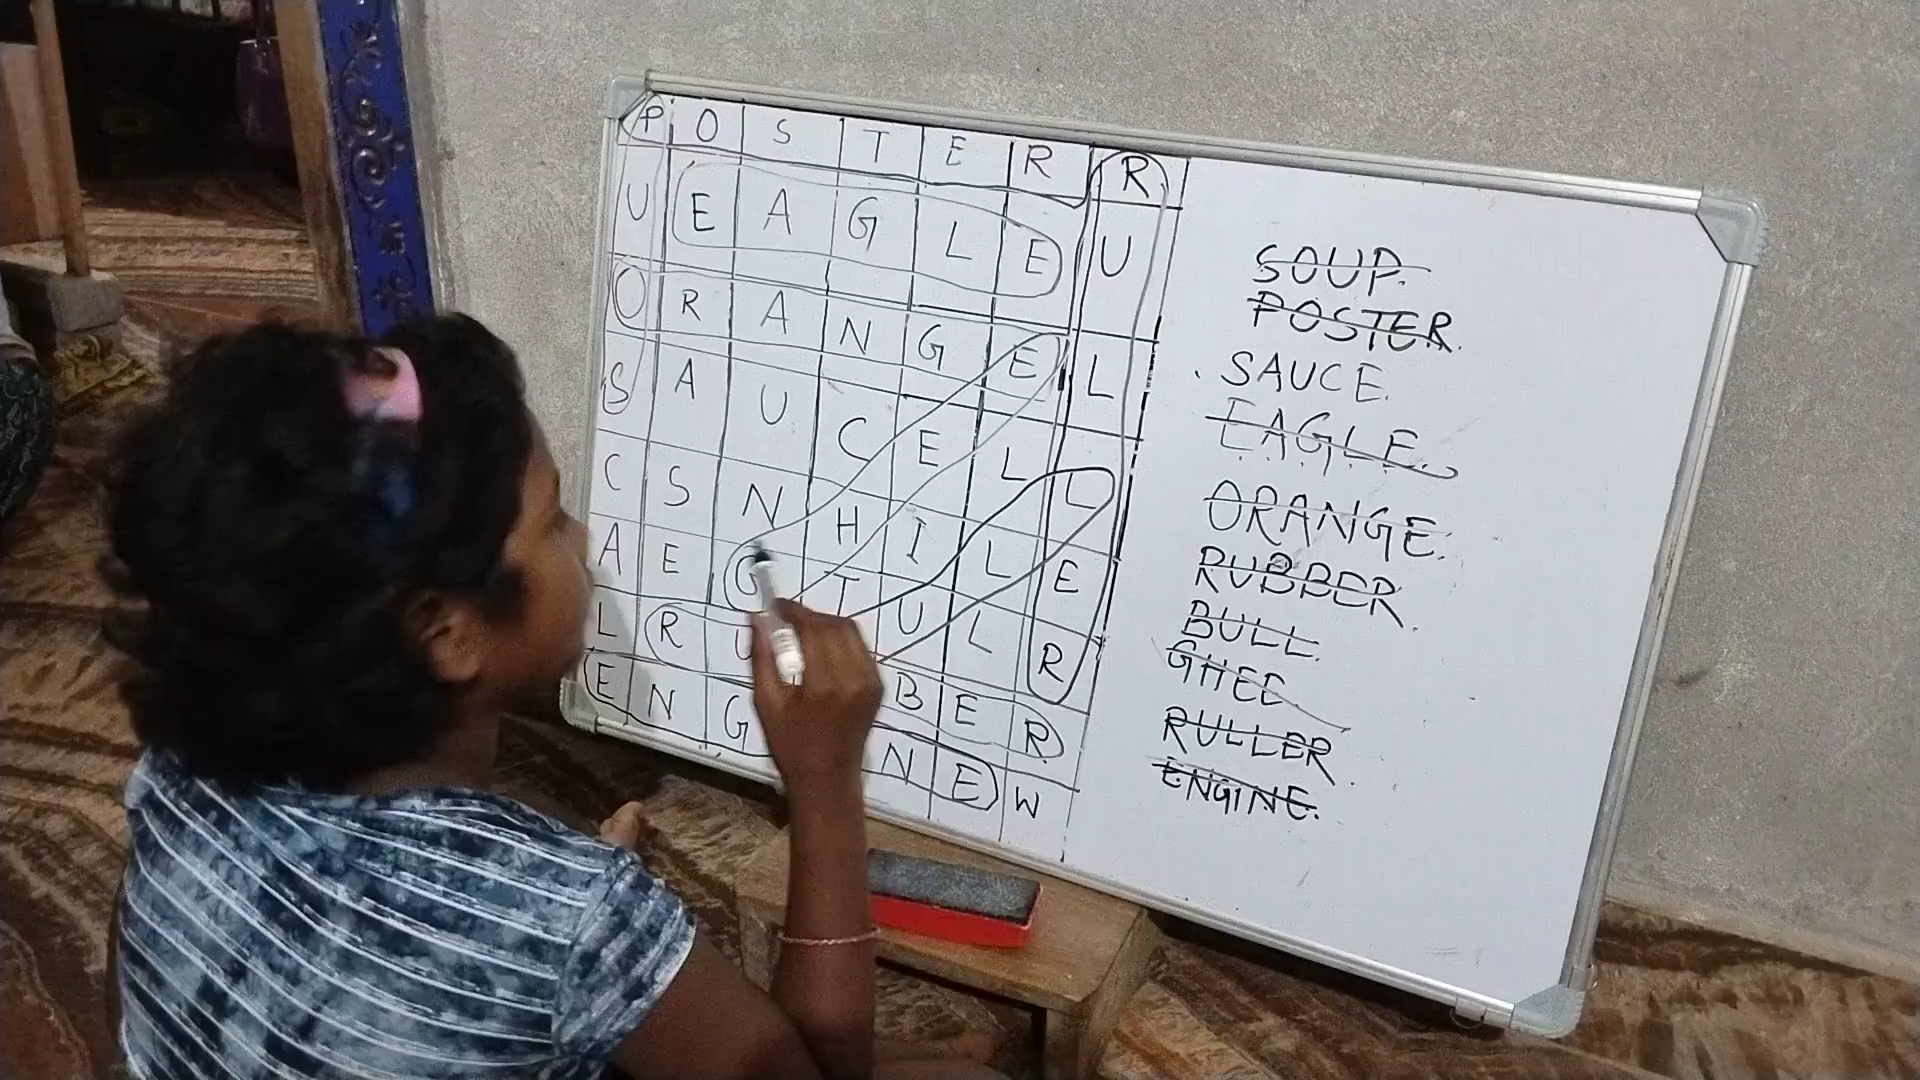 P O S T E R R
U E A G L E U
O R A N G E L
S A U C E L L
C S N H I L E
A E G T U L R
L R U B E R
E N G N E W
SOUP.
POSTER.
. SAUCE.
EAGLE.
ORANGE.
RUBBER.
BULL.
GHEE
RULLER.
ENGINE.